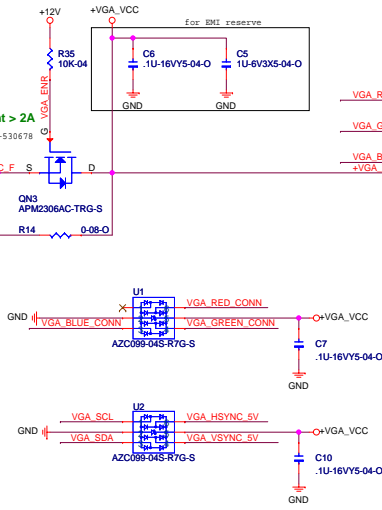 +12V
+VGA_VCC
for EMI reserve
R35
10K-04
C6
.1U-16VY5-04-O
C5
1U-6V3X5-04-O
GND
GND
VGA_ENR
t > 2A
-530678
G
C_F
S
D
VGA_R
VGA_G
VGA_B
+VGA_
QN3
APM2306AC-TRG-S
R14
0-08-O
U1
VGA_RED_CONN
GND
+VGA_VCC
VGA_BLUE_CONN
VGA_GREEN_CONN
AZC099-04S-R7G-S
C7
.1U-16VY5-04-O
GND
U2
VGA_SCL
VGA_HSYNC_5V
GND
+VGA_VCC
VGA_SDA
VGA_VSYNC_5V
AZC099-04S-R7G-S
C10
.1U-16VY5-04-O
GND